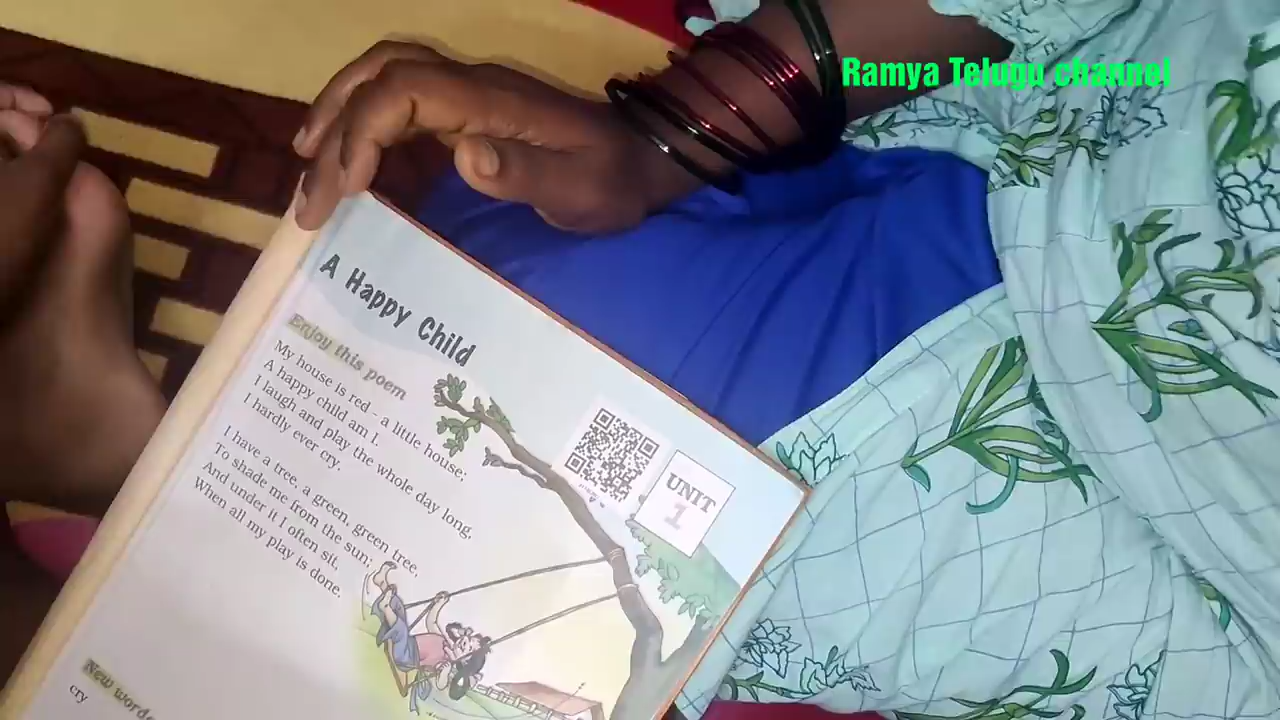 Ramya Telugu channel
A Happy Child
Enjoy this poem
My house is red – a little house;
A happy child am I.
I laugh and play the whole day long,
I hardly ever cry.
I have a tree, a green, green tree,
To shade me from the sun;
And under it I often sit,
When all my play is done.
UNIT
1
New words
cry